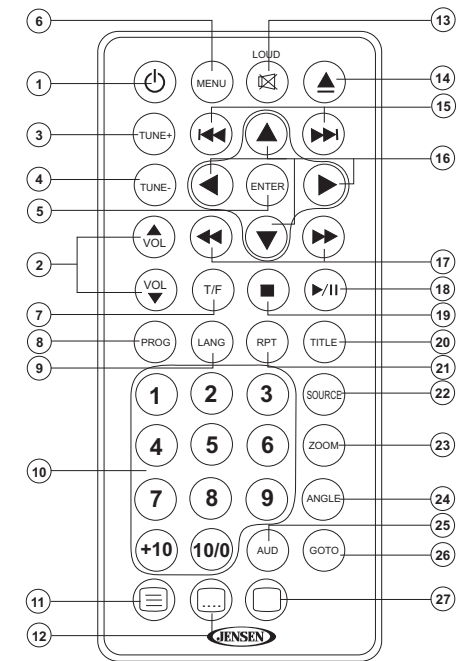 6
13
LOUD
1
MENU
14
15
3
TUNE+
16
4
TUNE-
ENTER
5
2
VOL
17
VOL
T/F
18
7
19
8
PROG
LANG
RPT
TITLE
20
9
21
1
2
3
SOURCE
22
4
5
6
ZOOM
23
10
7
8
9
ANGLE
24
25
+10
10/0
AUD
GOTO
26
11
27
12
JENSEN